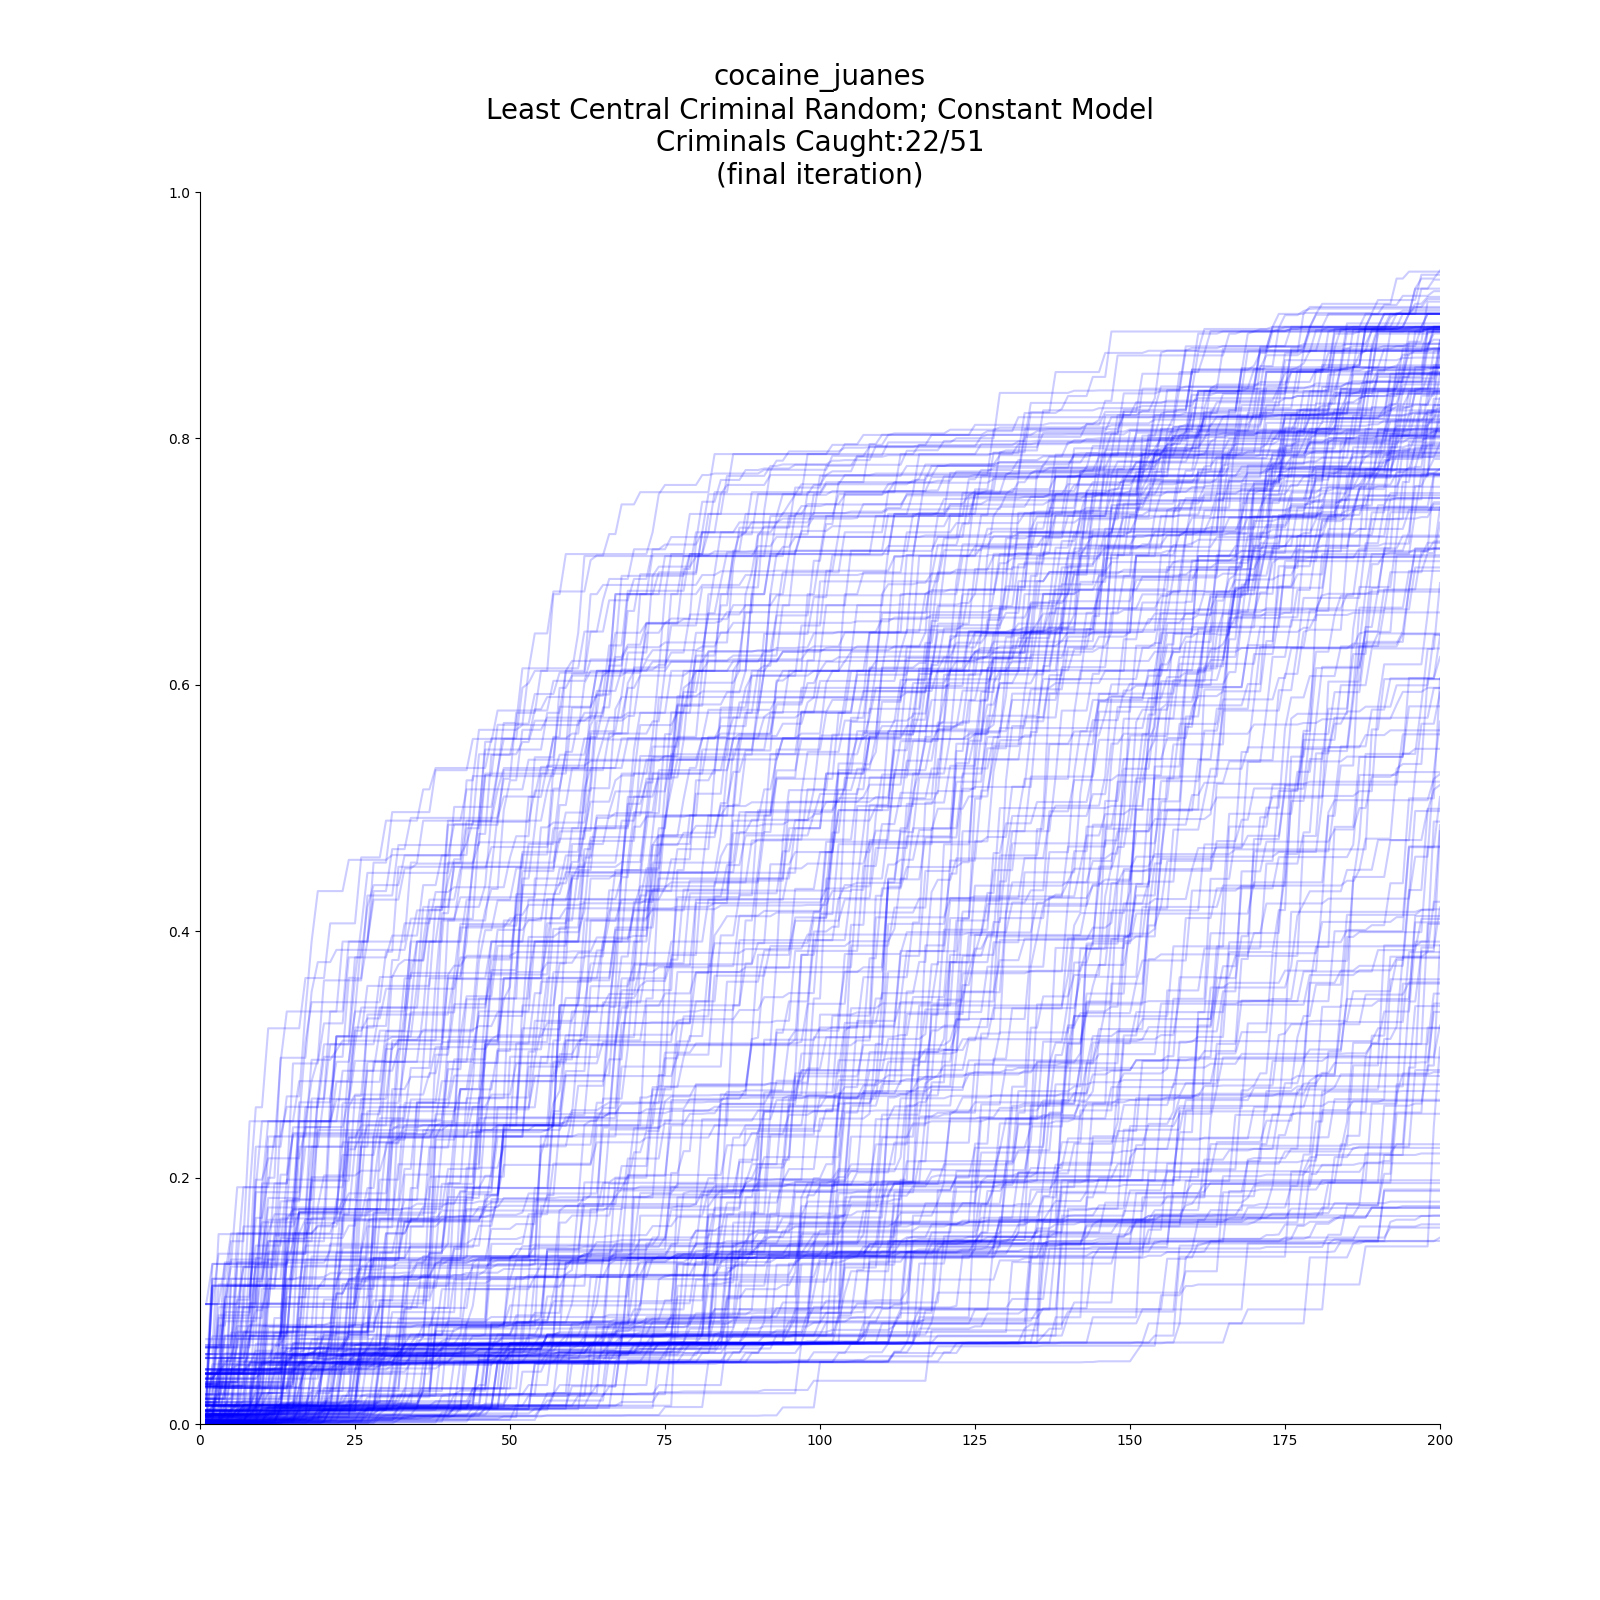 cocaine_juanes
Least Central Criminal Random; Constant Model
Criminals Caught:22/51
(final iteration)
1.0
0.8
0.6
0.4
0.2
0.0
0 25 50 75 100 125 150 175 200